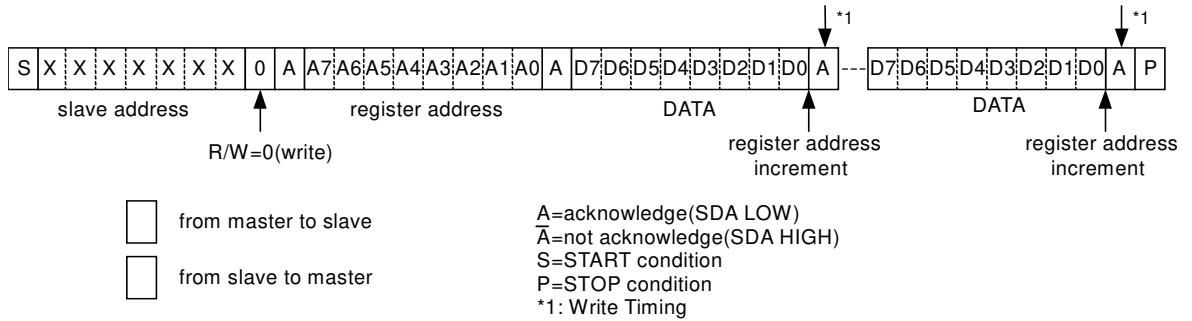 *1 *1
S X X X X X X X 0 A A7 A6 A5 A4 A3 A2 A1 A0 A D7 D6 D5 D4 D3 D2 D1 D0 A ---- D7 D6 D5 D4 D3 D2 D1 D0 A P
slave address register address DATA DATA
R/W=0(write)
register address
increment
register address
increment
from master to slave
from slave to master
A=acknowledge(SDA LOW)
A̅=not acknowledge(SDA HIGH)
S=START condition
P=STOP condition
*1: Write Timing